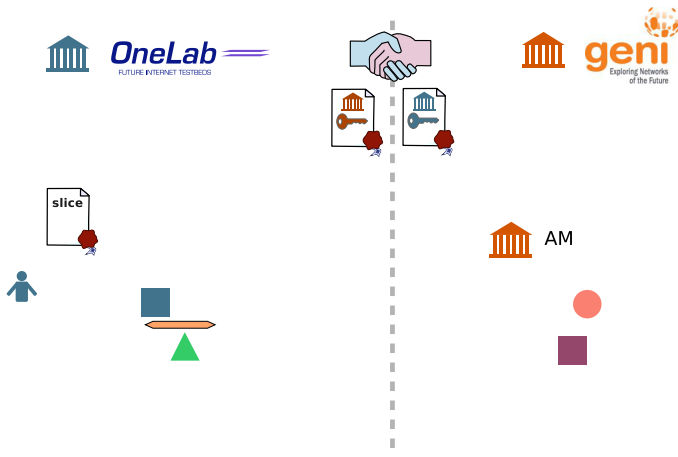 OneLab
FUTURE INTERNET TESTBEDS
geni
Exploring Networks
of the Future
slice
AM